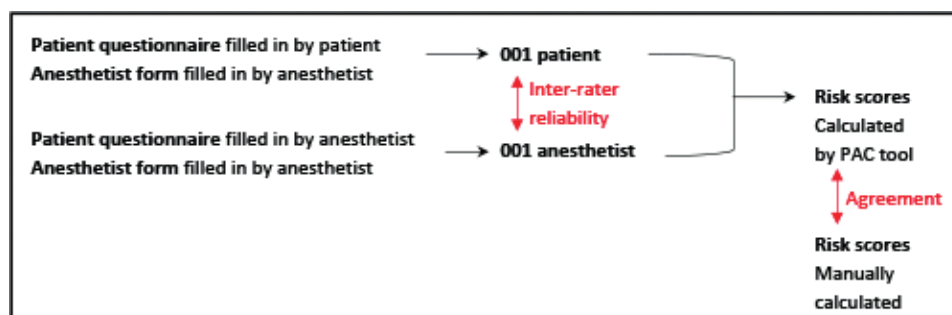 Patient questionnaire filled in by patient
Anesthetist form filled in by anesthetist
001 patient
Inter-rater
reliability
Patient questionnaire filled in by anesthetist
Anesthetist form filled in by anesthetist
001 anesthetist
Risk scores
Calculated
by PAC tool
Agreement
Risk scores
Manually
calculated